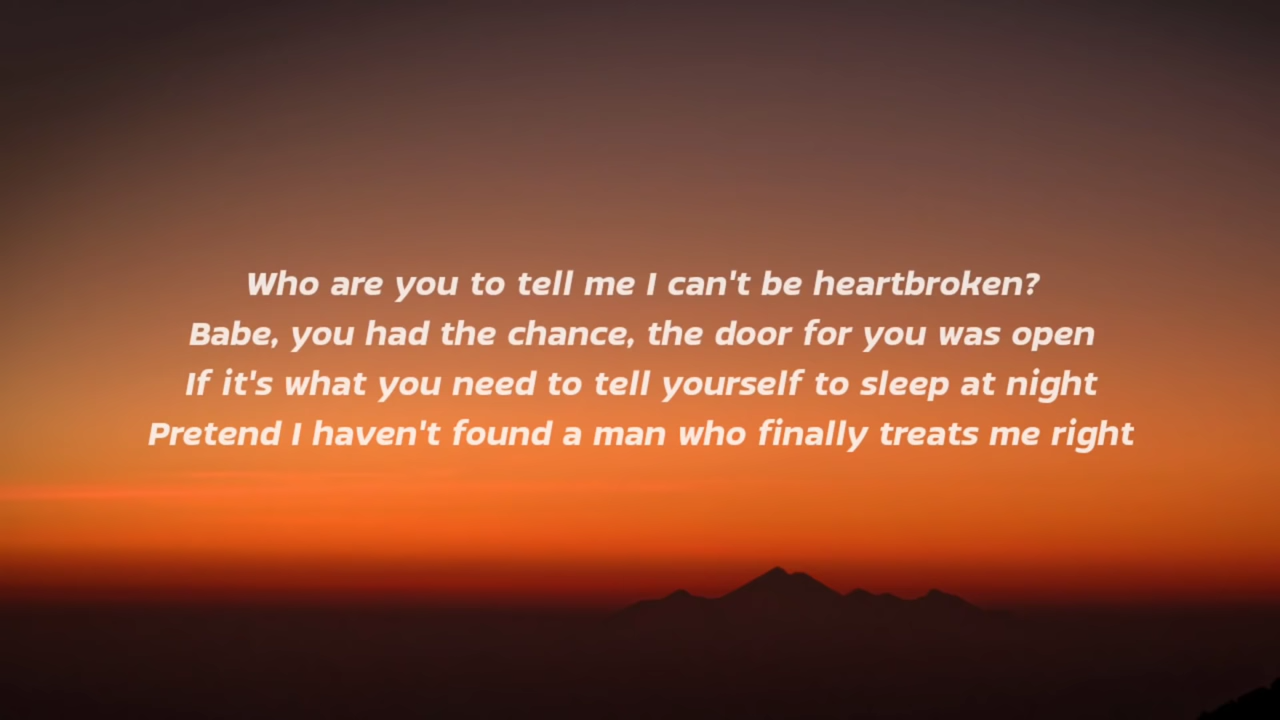 Who are you to tell me I can't be heartbroken?
Babe, you had the chance, the door for you was open
If it's what you need to tell yourself to sleep at night
Pretend I haven't found a man who finally treats me right